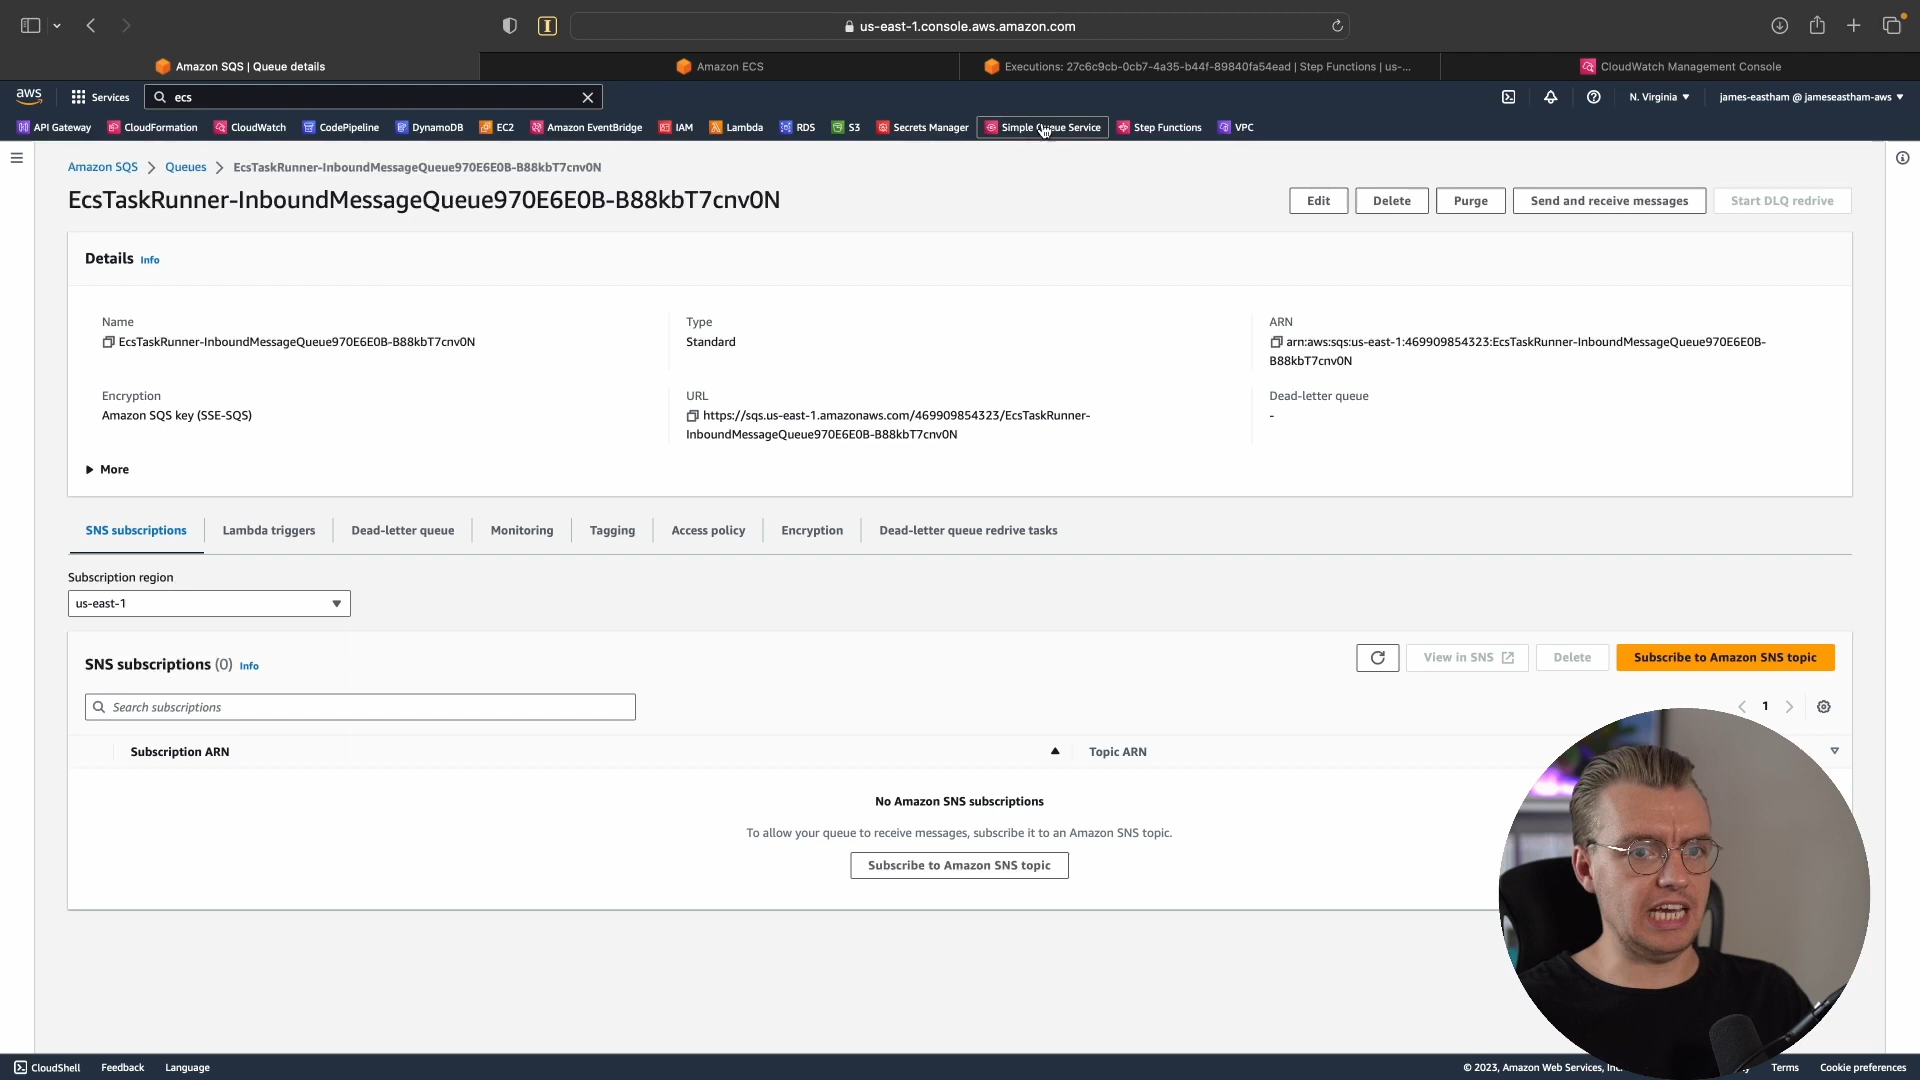 us-east-1.console.aws.amazon.com
Amazon SQS | Queue details
Amazon ECS
Executions: 27c6c9cb-0cb7-4a35-b44f-89840fa54ead | Step Functions | us-...
CloudWatch Management Console
aws
Services
ecs
N. Virginia
james-eastham @ jameseastham-aws
API Gateway
CloudFormation
CloudWatch
CodePipeline
DynamoDB
EC2
Amazon EventBridge
IAM
Lambda
RDS
S3
Secrets Manager
Simple Queue Service
Step Functions
VPC
Amazon SQS
Queues
EcsTaskRunner-InboundMessageQueue970E6E0B-B88kbT7cnv0N
EcsTaskRunner-InboundMessageQueue970E6E0B-B88kbT7cnv0N
Edit
Delete
Purge
Send and receive messages
Start DLQ redrive
Details Info
Name
EcsTaskRunner-InboundMessageQueue970E6E0B-B88kbT7cnv0N
Type
Standard
ARN
arn:aws:sqs:us-east-1:469909854323:EcsTaskRunner-InboundMessageQueue970E6E0B-
B88kbT7cnv0N
Encryption
Amazon SQS key (SSE-SQS)
URL
https://sqs.us-east-1.amazonaws.com/469909854323/EcsTaskRunner-
InboundMessageQueue970E6E0B-B88kbT7cnv0N
Dead-letter queue
-
More
SNS subscriptions
Lambda triggers
Dead-letter queue
Monitoring
Tagging
Access policy
Encryption
Dead-letter queue redrive tasks
Subscription region
us-east-1
SNS subscriptions (0) Info
View in SNS
Delete
Subscribe to Amazon SNS topic
Search subscriptions
1
Subscription ARN
Topic ARN
No Amazon SNS subscriptions
To allow your queue to receive messages, subscribe it to an Amazon SNS topic.
Subscribe to Amazon SNS topic
CloudShell
Feedback
Language
© 2023, Amazon Web Services,
Terms
Cookie preferences